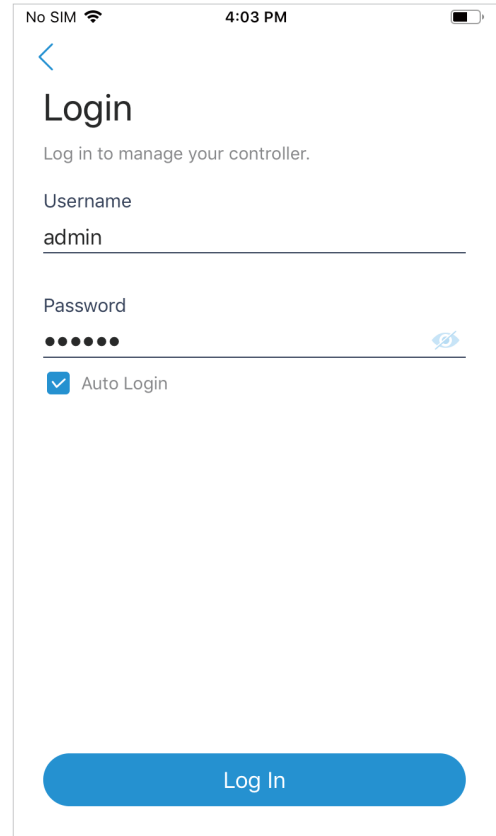 No SIM 4:03 PM
Login
Log in to manage your controller.
Username
admin
Password
••••••
Auto Login
Log In